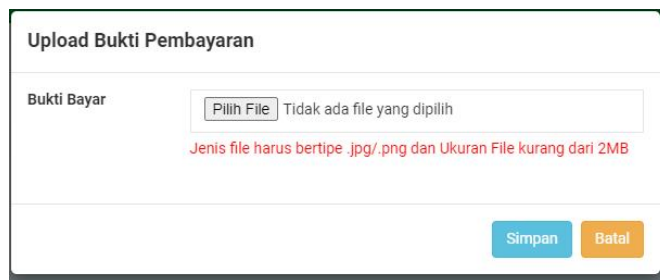 Upload Bukti Pembayaran
Bukti Bayar
Pilih File Tidak ada file yang dipilih
Jenis file harus bertipe .jpg/.png dan Ukuran File kurang dari 2MB
Simpan Batal